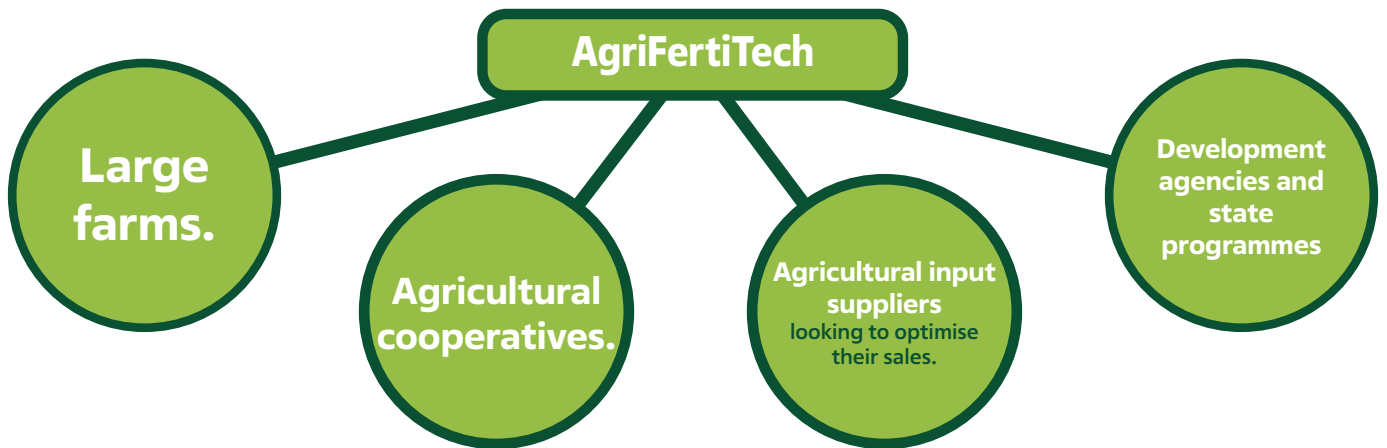 AgriFertiTech
Large
farms.
Agricultural
cooperatives.
Agricultural input
suppliers
looking to optimise
their sales.
Development
agencies and
state
programmes